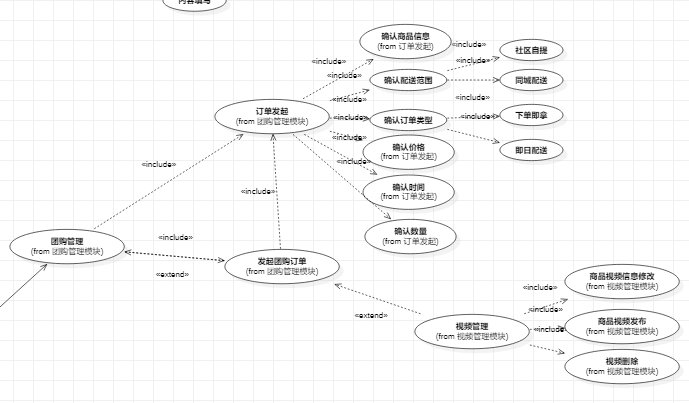 内容填写
确认商品信息
(from 订单发起)
«include»
社区自提
«include»
«include»
«include»
确认配送范围
同城配送
«include»
«include»
订单发起
(from 团购管理模块)
«include»
确认订单类型
«include»
下单即拿
«include»
确认价格
(from 订单发起)
即日配送
«include»
«include»
确认时间
(from 订单发起)
«include»
确认数量
(from 订单发起)
团购管理
(from 团购管理模块)
«include»
«extend»
发起团购订单
(from 团购管理模块)
商品视频信息修改
(from 视频管理模块)
«include»
«include»
«extend»
视频管理
(from 视频管理模块)
«include»
商品视频发布
(from 视频管理模块)
视频删除
(from 视频管理模块)